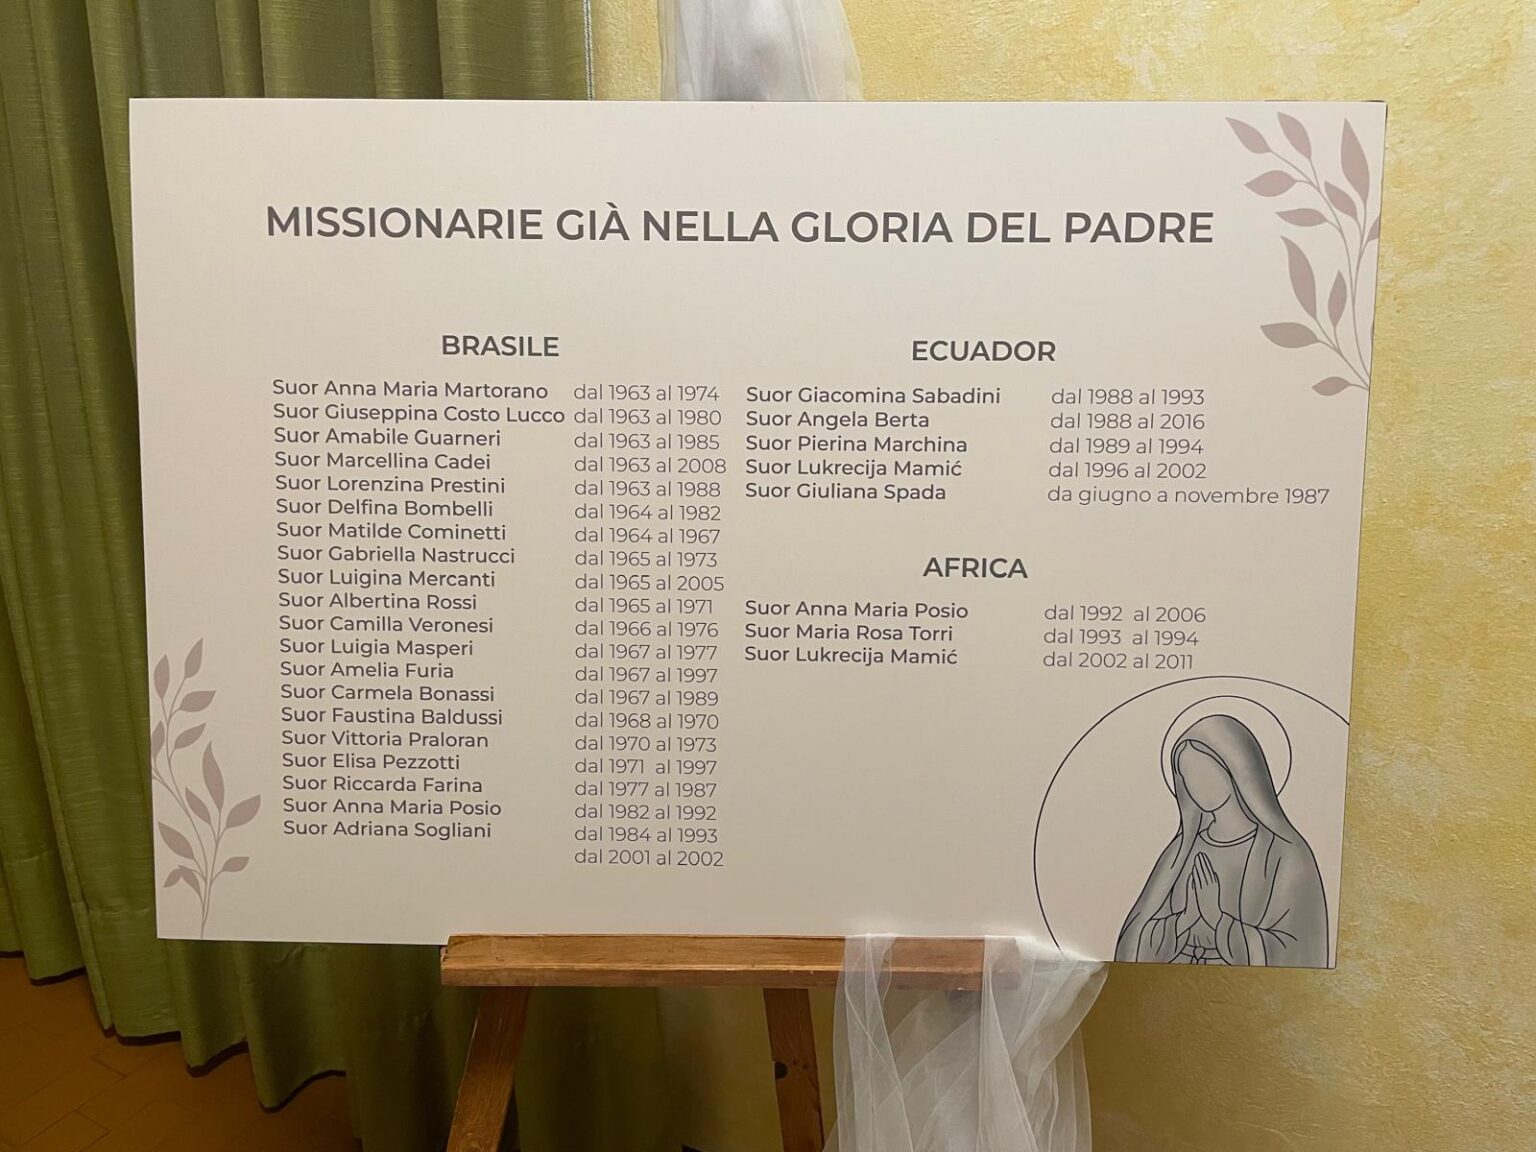 MISSIONARIE GIÀ NELLA GLORIA DEL PADRE
BRASILE
Suor Anna Maria Martorano dal 1963 al 1974
Suor Giuseppina Costo Lucco dal 1963 al 1980
Suor Amabile Guarneri dal 1963 al 1985
Suor Marcellina Cadei dal 1963 al 2008
Suor Lorenzina Prestini dal 1963 al 1988
Suor Delfina Bombelli dal 1964 al 1982
Suor Matilde Cominetti dal 1964 al 1967
Suor Gabriella Nastrucci dal 1965 al 1973
Suor Luigina Mercanti dal 1965 al 2005
Suor Albertina Rossi dal 1965 al 1971
Suor Camilla Veronesi dal 1966 al 1976
Suor Luigia Masperi dal 1967 al 1977
Suor Amelia Furia dal 1967 al 1997
Suor Carmela Bonassi dal 1967 al 1989
Suor Faustina Baldussi dal 1968 al 1970
Suor Vittoria Praloran dal 1970 al 1973
Suor Elisa Pezzotti dal 1971 al 1997
Suor Riccarda Farina dal 1977 al 1987
Suor Anna Maria Posio dal 1982 al 1992
Suor Adriana Sogliani dal 1984 al 1993
dal 2001 al 2002
ECUADOR
Suor Giacomina Sabadini dal 1988 al 1993
Suor Angela Berta dal 1988 al 2016
Suor Pierina Marchina dal 1989 al 1994
Suor Lukrecija Mamić dal 1996 al 2002
Suor Giuliana Spada da giugno a novembre 1987
AFRICA
Suor Anna Maria Posio dal 1992 al 2006
Suor Maria Rosa Torri dal 1993 al 1994
Suor Lukrecija Mamić dal 2002 al 2011